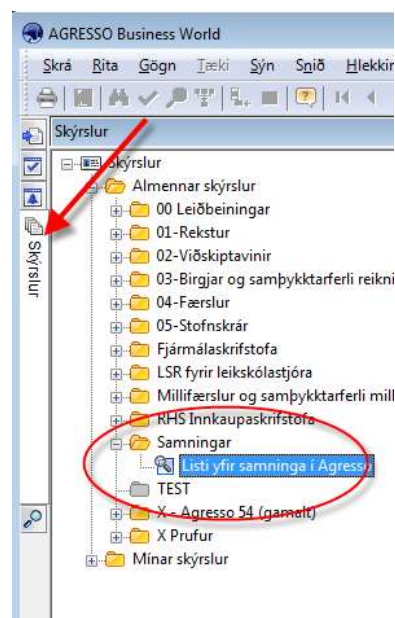 AGRESSO Business World
Skrá Rita Gögn Tæki Sýn Snið Hlekkir
Skýrslur
Skýrslur
Skýrslur
Almennar skýrslur
00 Leiðbeiningar
01-Rekstur
02-Viðskiptavinir
03-Birgjar og samþykktarferli reikni
04-Færslur
05-Stofnskrár
Fjármálaskrifstofa
LSR fyrir leikskólastjóra
Millifærslur og samþykktarferli mill
RHS Innkaupaskrifstofa
Samningar
Listi yfir samninga í Agresso
TEST
X - Agresso 54 (gamalt)
X Prufur
Mínar skýrslur